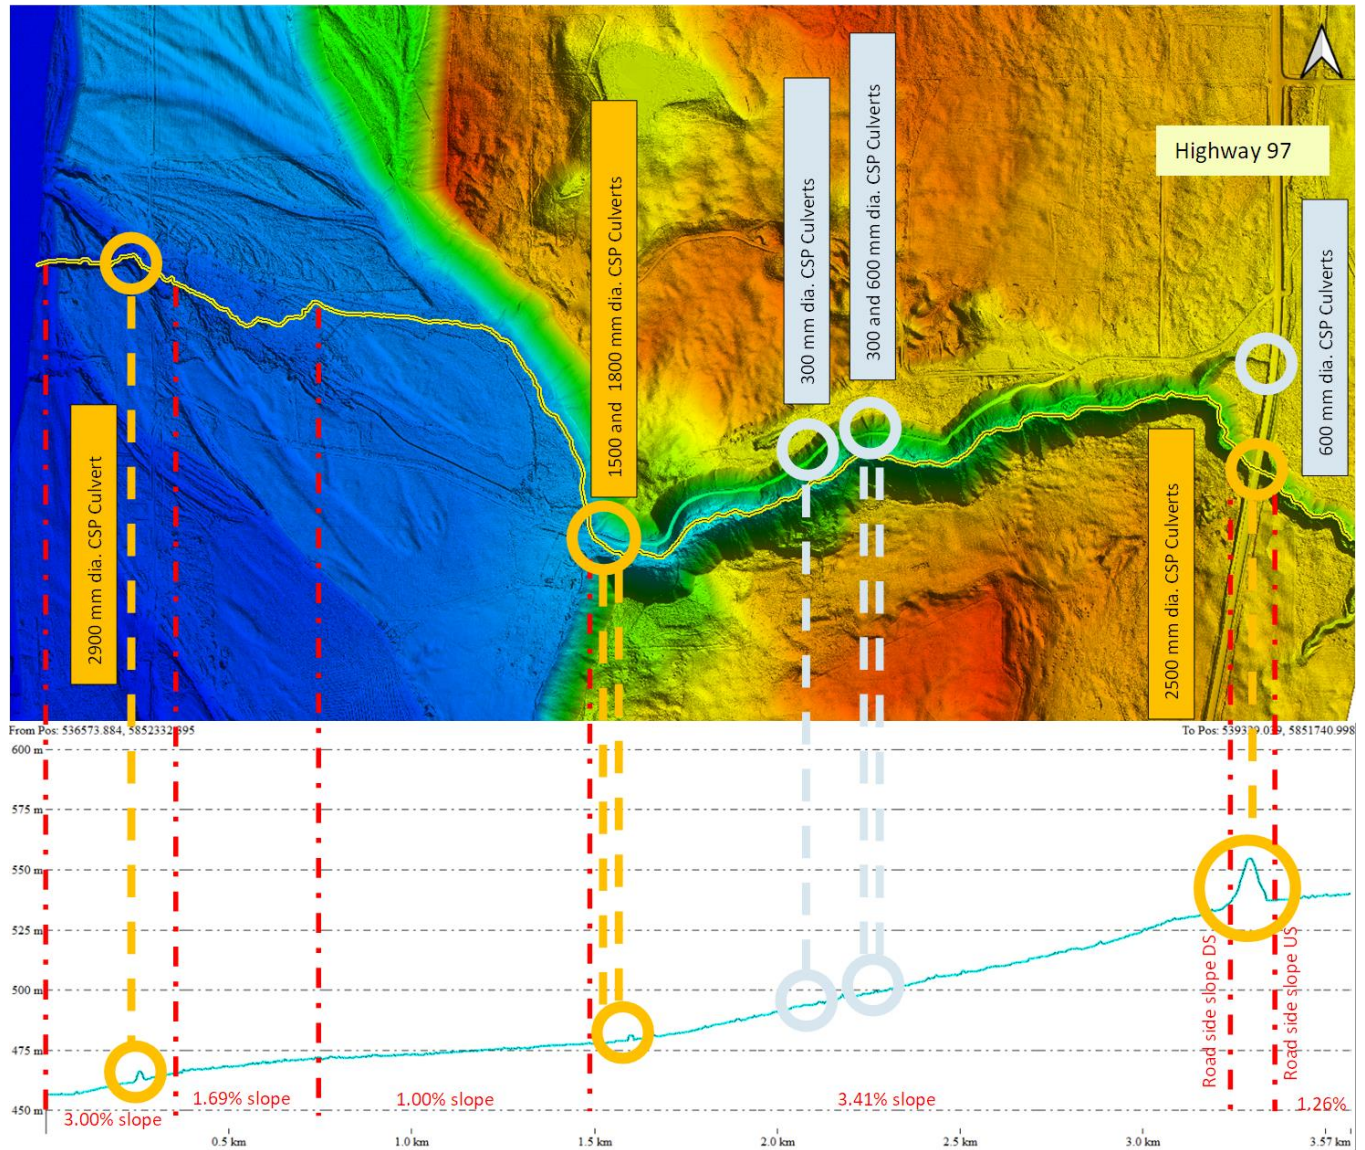 Highway 97
2900 mm dia. CSP Culvert
1500 and 1800 mm dia. CSP Culverts
300 mm dia. CSP Culverts
300 and 600 mm dia. CSP Culverts
2500 mm dia. CSP Culverts
600 mm dia. CSP Culverts
From Pos: 536573.884, 5852332.395
To Pos: 539329.039, 5851740.998
600 m
575 m
550 m
525 m
500 m
475 m
450 m
3.00% slope
1.69% slope
1.00% slope
3.41% slope
Road side slope DS
Road side slope US
1.26%
0.5 km
1.0 km
1.5 km
2.0 km
2.5 km
3.0 km
3.57 km